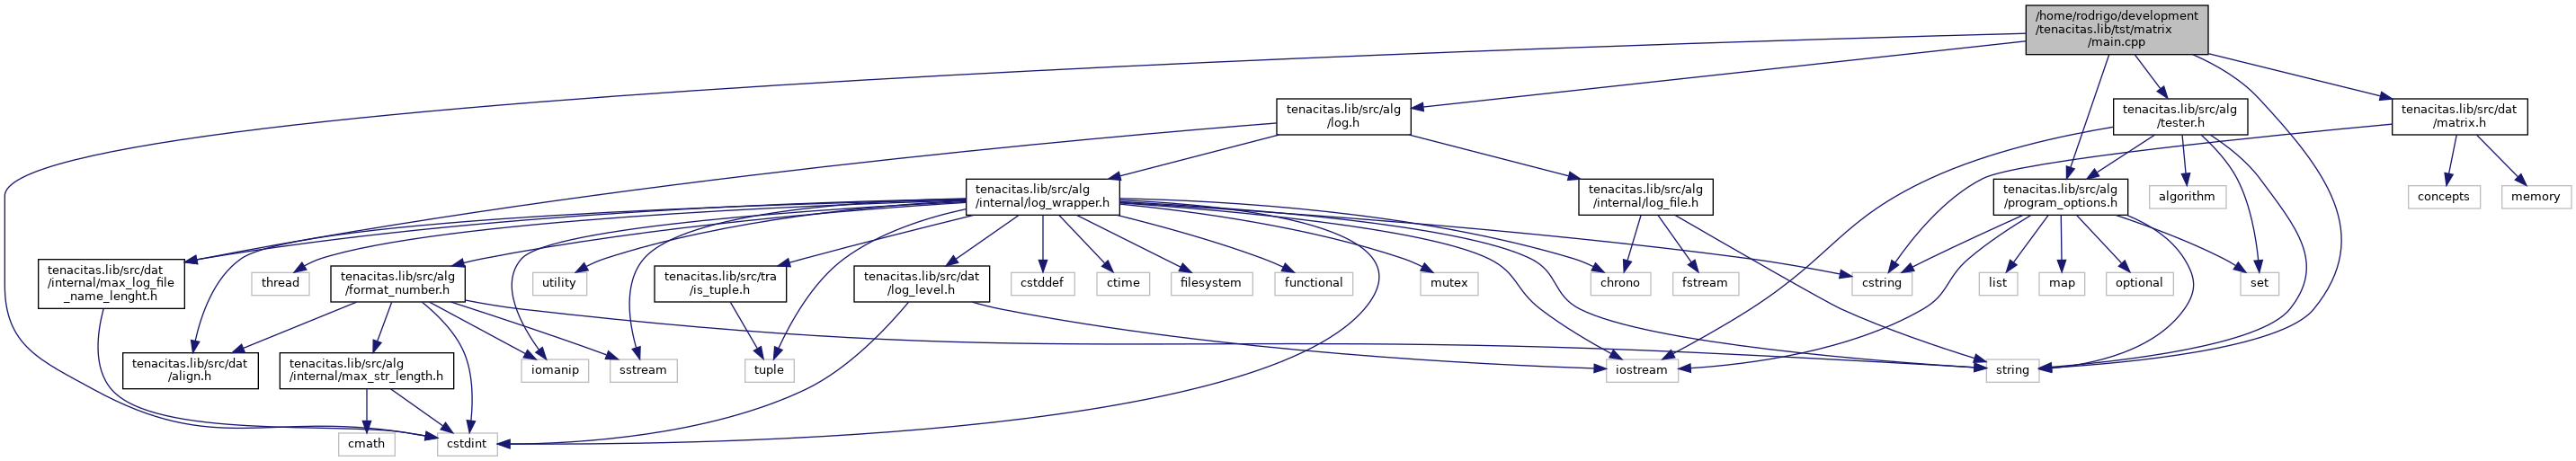 /home/rodrigo/development
/tenacitas.lib/tst/matrix
/main.cpp
tenacitas.lib/src/alg
/log.h
tenacitas.lib/src/alg
/tester.h
tenacitas.lib/src/dat
/matrix.h
tenacitas.lib/src/alg
/internal/log_wrapper.h
tenacitas.lib/src/alg
/internal/log_file.h
tenacitas.lib/src/alg
/program_options.h
algorithm
concepts
memory
tenacitas.lib/src/dat
/internal/max_log_file
_name_lenght.h
thread
tenacitas.lib/src/alg
/format_number.h
utility
tenacitas.lib/src/tra
/is_tuple.h
tenacitas.lib/src/dat
/log_level.h
cstddef
ctime
filesystem
functional
mutex
chrono
fstream
cstring
list
map
optional
set
tenacitas.lib/src/dat
/align.h
tenacitas.lib/src/alg
/internal/max_str_length.h
iomanip
sstream
tuple
iostream
string
cmath
cstdint